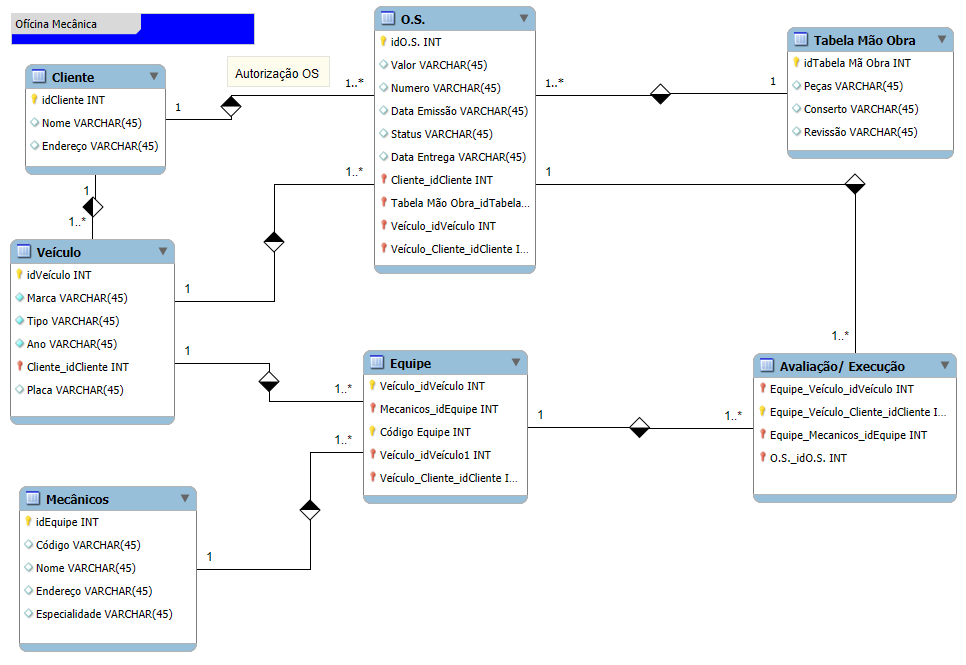 Ofícina Mecânica
Cliente
idCliente INT
Nome VARCHAR(45)
Endereço VARCHAR(45)
Autorização OS
1
1..*
O.S.
idO.S. INT
Valor VARCHAR(45)
Numero VARCHAR(45)
Data Emissão VARCHAR(45)
Status VARCHAR(45)
Data Entrega VARCHAR(45)
Cliente_idCliente INT
Tabela Mão Obra_idTabela...
Veículo_idVeículo INT
Veículo_Cliente_idCliente I...
1..*
1
Tabela Mão Obra
idTabela Mã Obra INT
Peças VARCHAR(45)
Conserto VARCHAR(45)
Revissão VARCHAR(45)
1
1..*
Veículo
idVeículo INT
Marca VARCHAR(45)
Tipo VARCHAR(45)
Ano VARCHAR(45)
Cliente_idCliente INT
Placa VARCHAR(45)
1
1..*
1
1..*
1
1..*
Equipe
Veículo_idVeículo INT
Mecanicos_idEquipe INT
Código Equipe INT
Veículo_idVeículo1 INT
Veículo_Cliente_idCliente I...
1
1..*
Avaliação/ Execução
Equipe_Veículo_idVeículo INT
Equipe_Veículo_Cliente_idCliente I...
Equipe_Mecanicos_idEquipe INT
O.S._idO.S. INT
Mecânicos
idEquipe INT
Código VARCHAR(45)
Nome VARCHAR(45)
Endereço VARCHAR(45)
Especialidade VARCHAR(45)
1
1..*